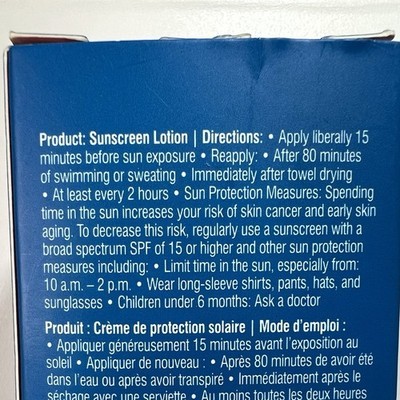 Product: Sunscreen Lotion | Directions: • Apply liberally 15
minutes before sun exposure • Reapply: • After 80 minutes
of swimming or sweating • Immediately after towel drying
• At least every 2 hours • Sun Protection Measures: Spending
time in the sun increases your risk of skin cancer and early skin
aging. To decrease this risk, regularly use a sunscreen with a
broad spectrum SPF of 15 or higher and other sun protection
measures including: • Limit time in the sun, especially from:
10 a.m. – 2 p.m. • Wear long-sleeve shirts, pants, hats, and
sunglasses • Children under 6 months: Ask a doctor
Produit : Crème de protection solaire | Mode d'emploi :
• Appliquer généreusement 15 minutes avant l'exposition au
soleil • Appliquer de nouveau : • Après 80 minutes de avoir été
dans l'eau ou après avoir transpiré • Immédiatement après le
séchage avec une serviette • Au moins toutes les deux heures